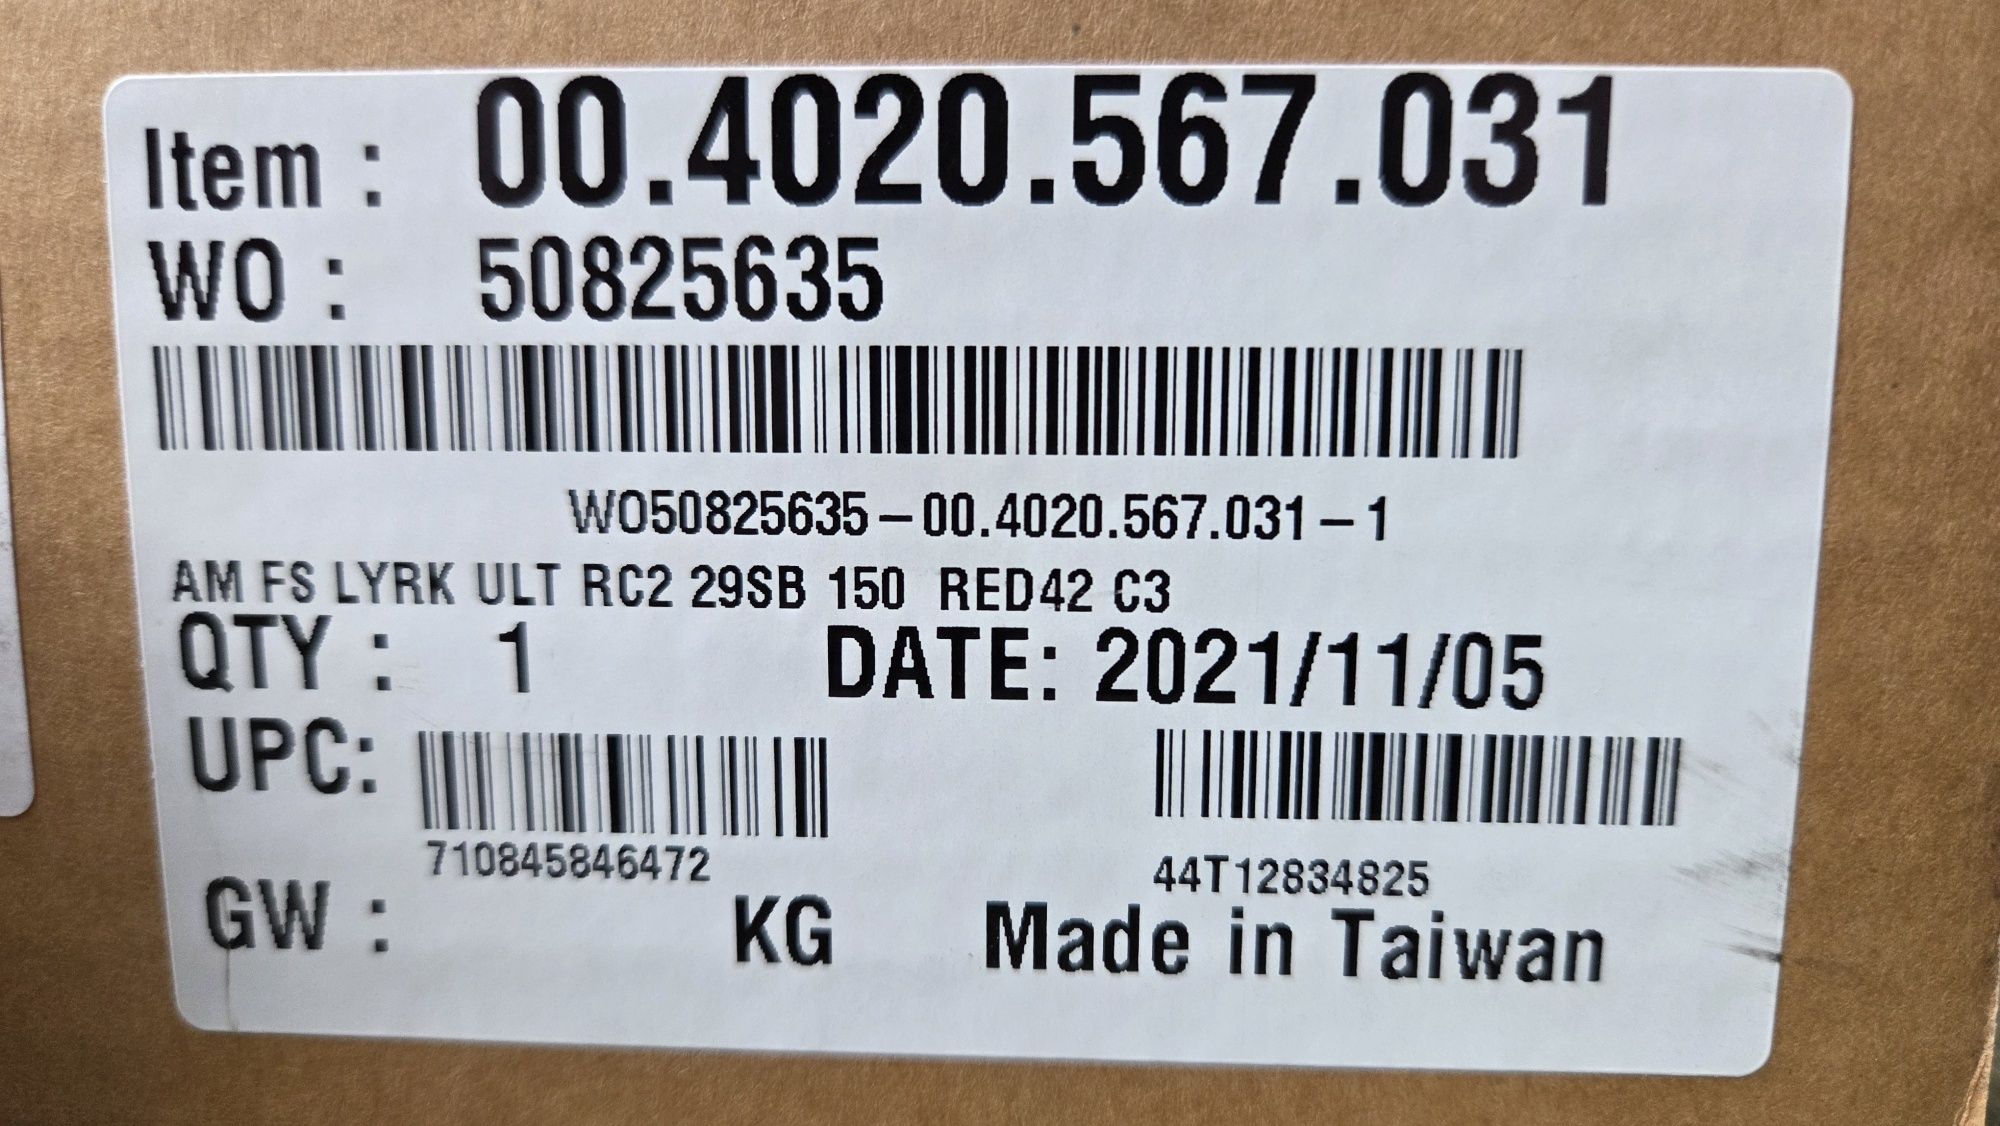 Item : 00.4020.567.031
WO : 50825635
WO50825635-00.4020.567.031-1
AM FS LYRK ULT RC2 29SB 150 RED42 C3
QTY : 1 DATE: 2021/11/05
UPC:
710845846472 44T12834825
GW : KG Made in Taiwan